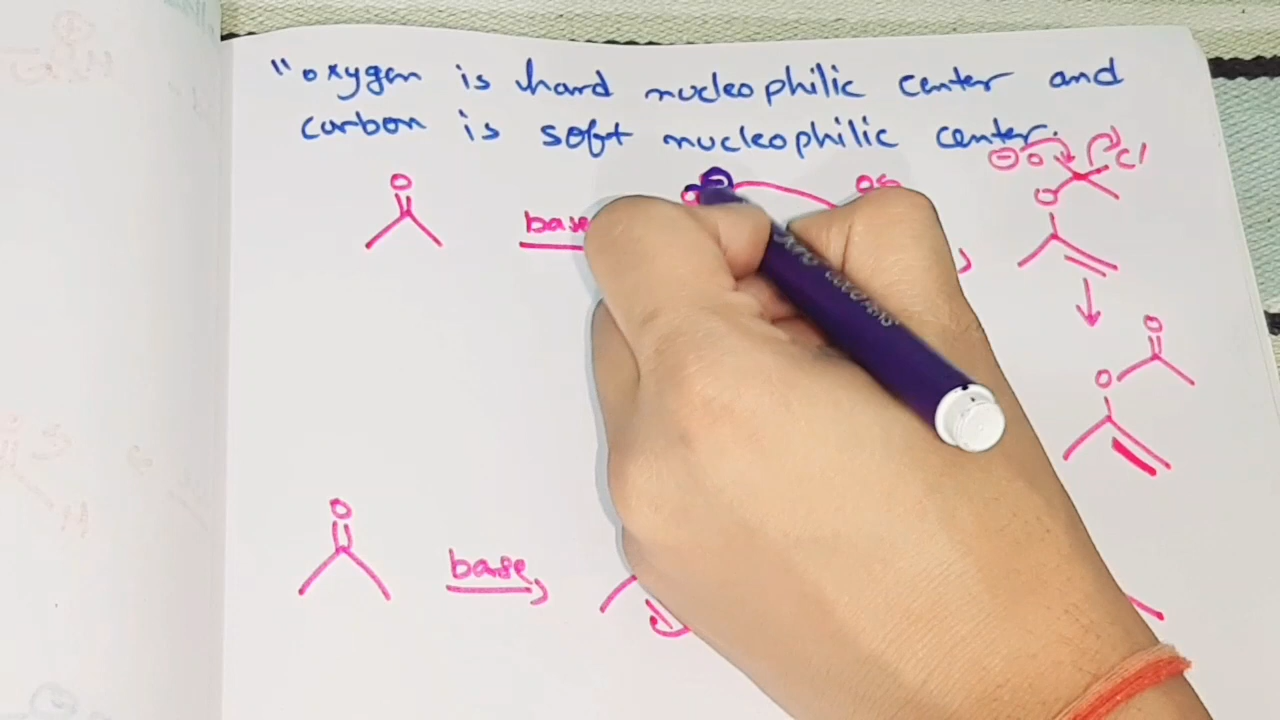 "oxygen is hard nucleophilic center and
carbon is soft nucleophilic center.
O
base
O
⊖O
Cl
O
O
O
O
base